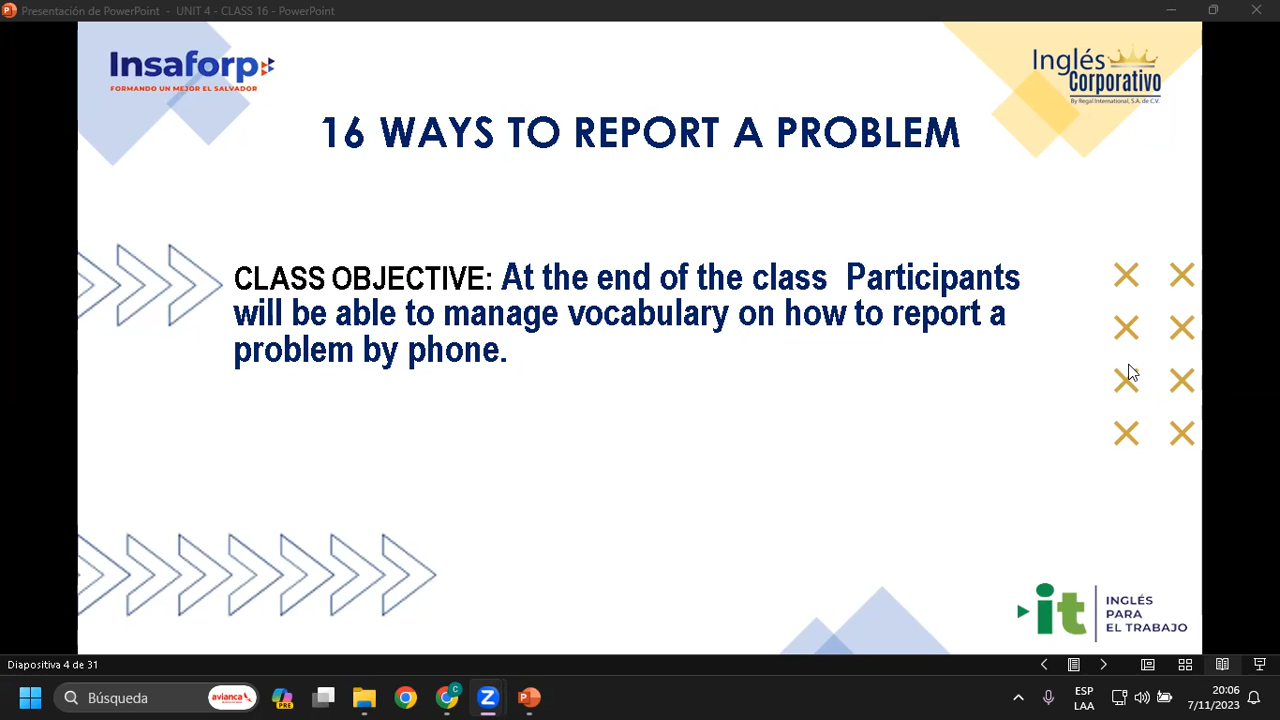 Presentación de PowerPoint - UNIT 4 - CLASS 16 - PowerPoint
Insaforp
FORMANDO UN MEJOR EL SALVADOR
Inglés
Corporativo
By Regal International, S.A. de C.V.
16 WAYS TO REPORT A PROBLEM
CLASS OBJECTIVE: At the end of the class Participants
will be able to manage vocabulary on how to report a
problem by phone.
it
INGLÉS
PARA
EL TRABAJO
Diapositiva 4 de 31
Búsqueda
avianca
PRE
C
ESP
LAA
20:06
7/11/2023